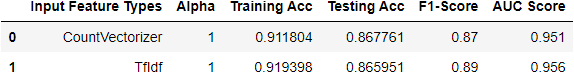 Input Feature Types Alpha Training Acc Testing Acc F1-Score AUC Score
0 CountVectorizer 1 0.911804 0.867761 0.87 0.951
1 TfIdf 1 0.919398 0.865951 0.89 0.956